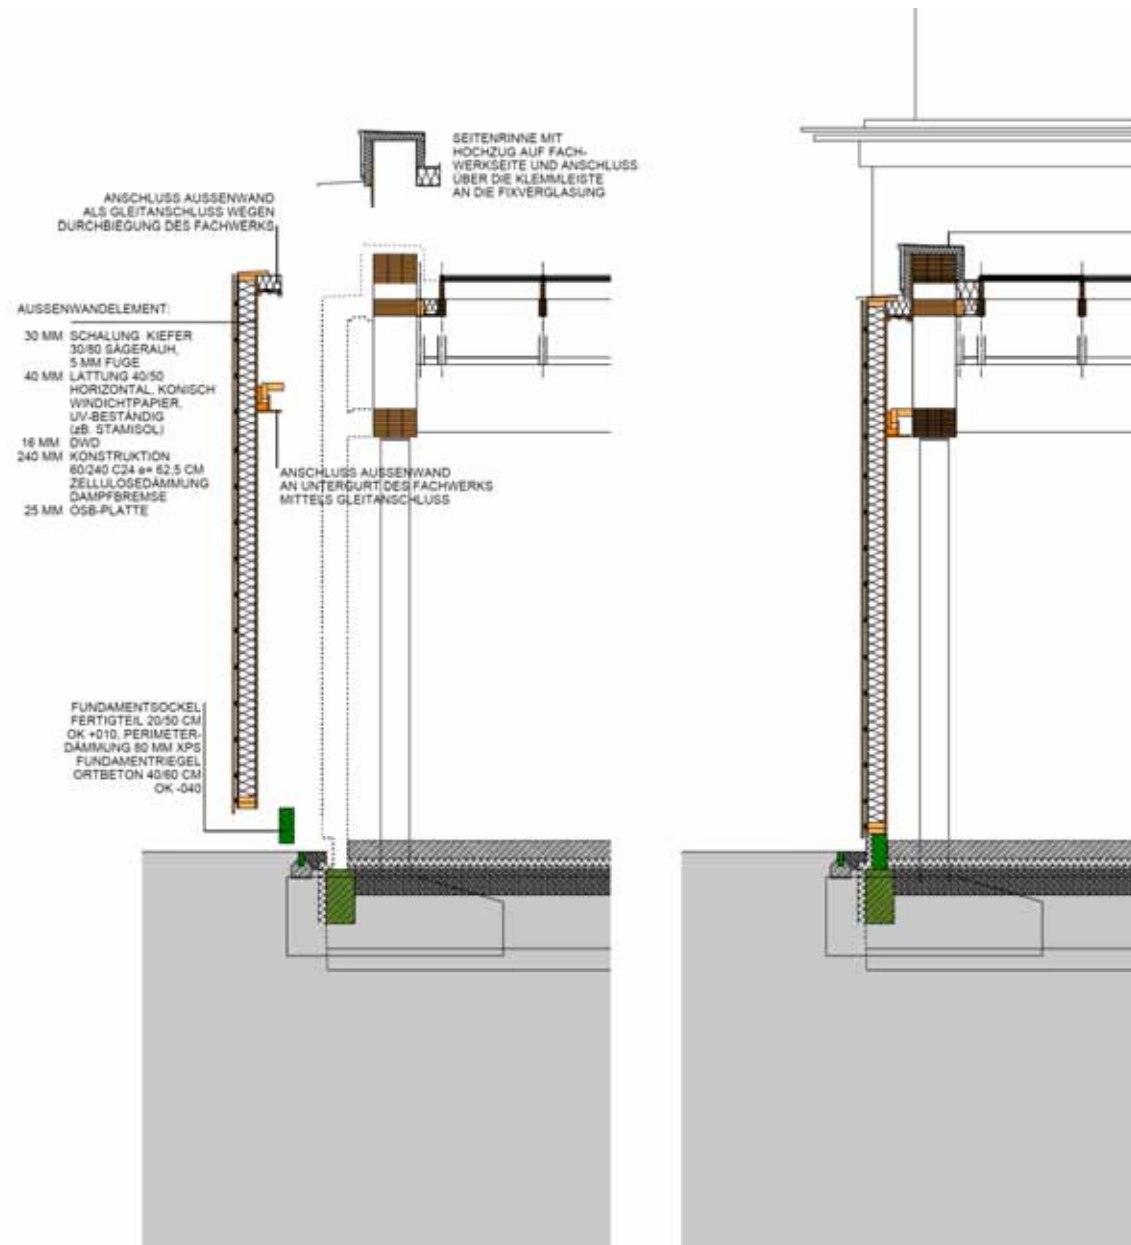 SEITENRINNE MIT
HOCHZUG AUF FACH-
WERKSEITE UND ANSCHLUSS
ÜBER DIE KLEMMLEISTE
AN DIE FIXVERGLASUNG
ANSCHLUSS AUSSENWAND
ALS GLEITANSCHLUSS WEGEN
DURCHBIEGUNG DES FACHWERKS
AUSSENWANDELEMENT:
30 MM SCHALUNG KIEFER
30/80 SÄGERAUH,
5 MM FUGE
40 MM LATTUNG 40/50
HORIZONTAL, KONISCH
WINDICHTPAPIER,
UV-BESTÄNDIG
(zB. STAMISOL)
16 MM DWD
240 MM KONSTRUKTION
60/240 C24 e= 62,5 CM
ZELLULOSEDÄMMUNG
DAMPFBREMSE
25 MM OSB-PLATTE
ANSCHLUSS AUSSENWAND
AN UNTERGURT DES FACHWERKS
MITTELS GLEITANSCHLUSS
FUNDAMENTSOCKEL
FERTIGTEIL 20/50 CM
OK +010, PERIMETER-
DÄMMUNG 80 MM XPS
FUNDAMENTRIEGEL
ORTBETON 40/60 CM
OK -040